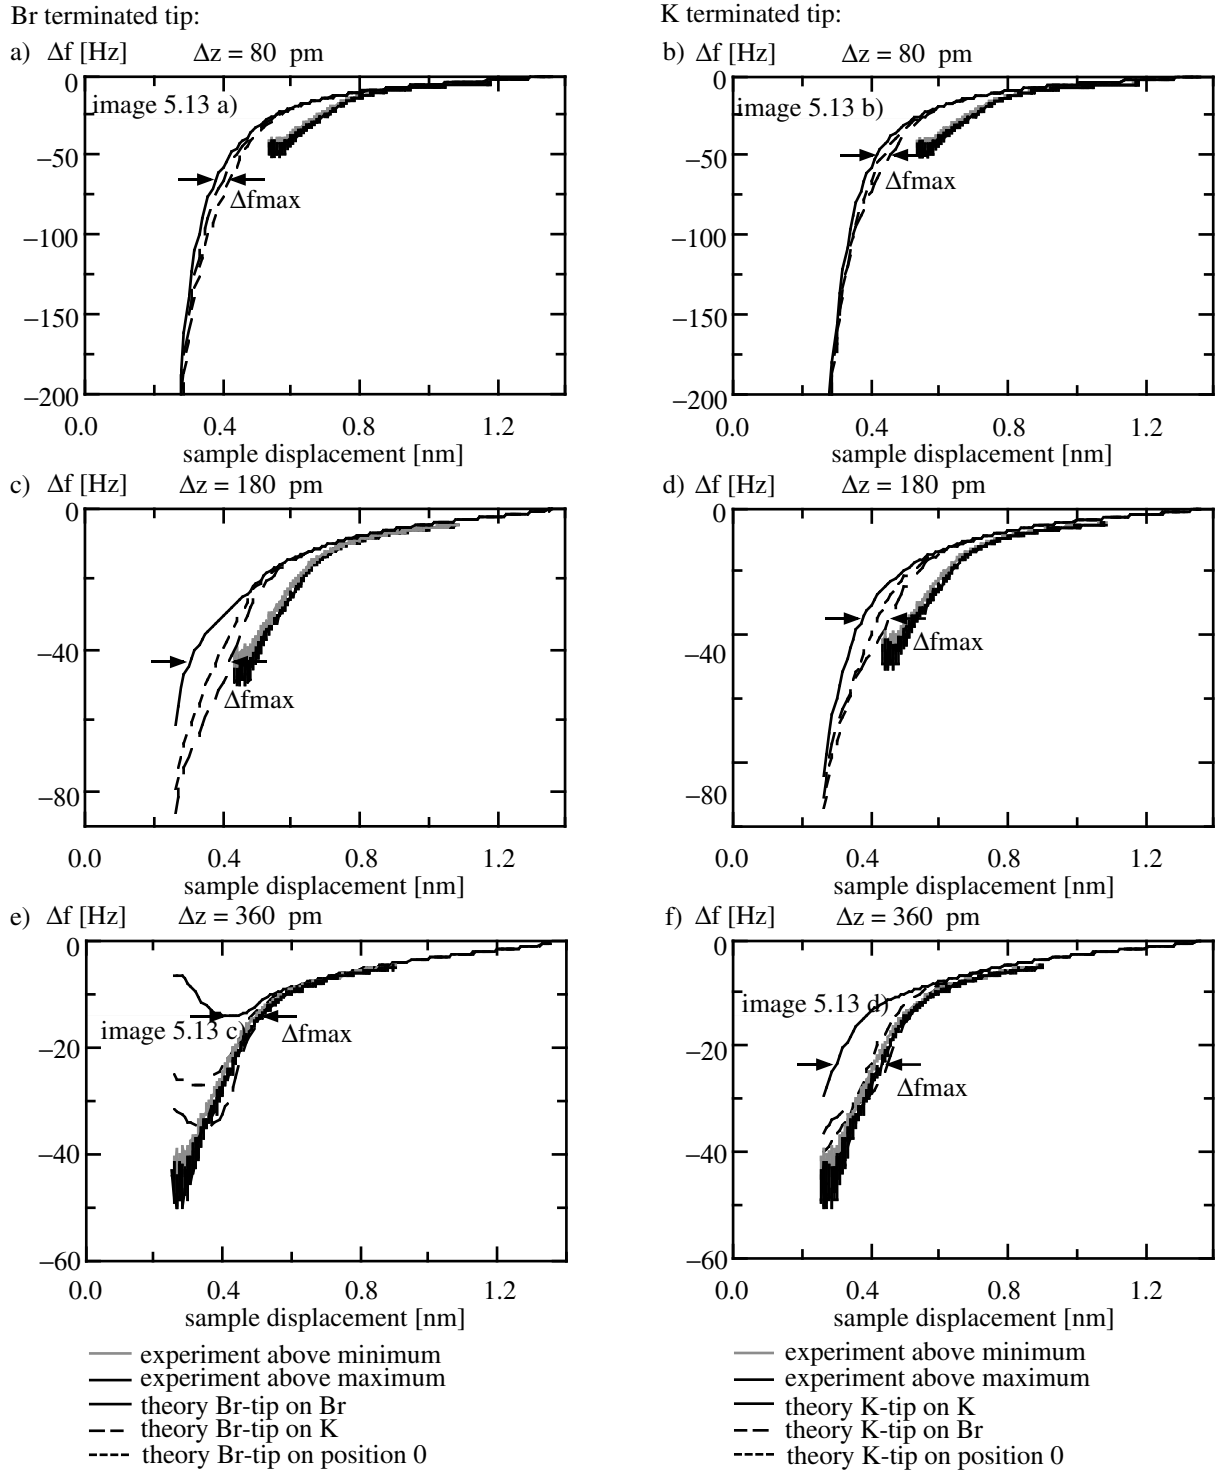 Br terminated tip:
K terminated tip:
a) Δf [Hz] Δz = 80 pm
b) Δf [Hz] Δz = 80 pm
0
image 5.13 a)
−50
Δfmax
−100
−150
−200
0.0 0.4 0.8 1.2
sample displacement [nm]
0
image 5.13 b)
−50
Δfmax
−100
−150
−200
0.0 0.4 0.8 1.2
sample displacement [nm]
c) Δf [Hz] Δz = 180 pm
d) Δf [Hz] Δz = 180 pm
0
−40
Δfmax
−80
0.0 0.4 0.8 1.2
sample displacement [nm]
0
−40
Δfmax
−80
0.0 0.4 0.8 1.2
sample displacement [nm]
e) Δf [Hz] Δz = 360 pm
f) Δf [Hz] Δz = 360 pm
0
image 5.13 c)
Δfmax
−20
−40
−60
0.0 0.4 0.8 1.2
sample displacement [nm]
0
image 5.13 d)
−20
Δfmax
−40
−60
0.0 0.4 0.8 1.2
sample displacement [nm]
experiment above minimum
experiment above maximum
theory Br-tip on Br
theory Br-tip on K
theory Br-tip on position 0
experiment above minimum
experiment above maximum
theory K-tip on K
theory K-tip on Br
theory K-tip on position 0